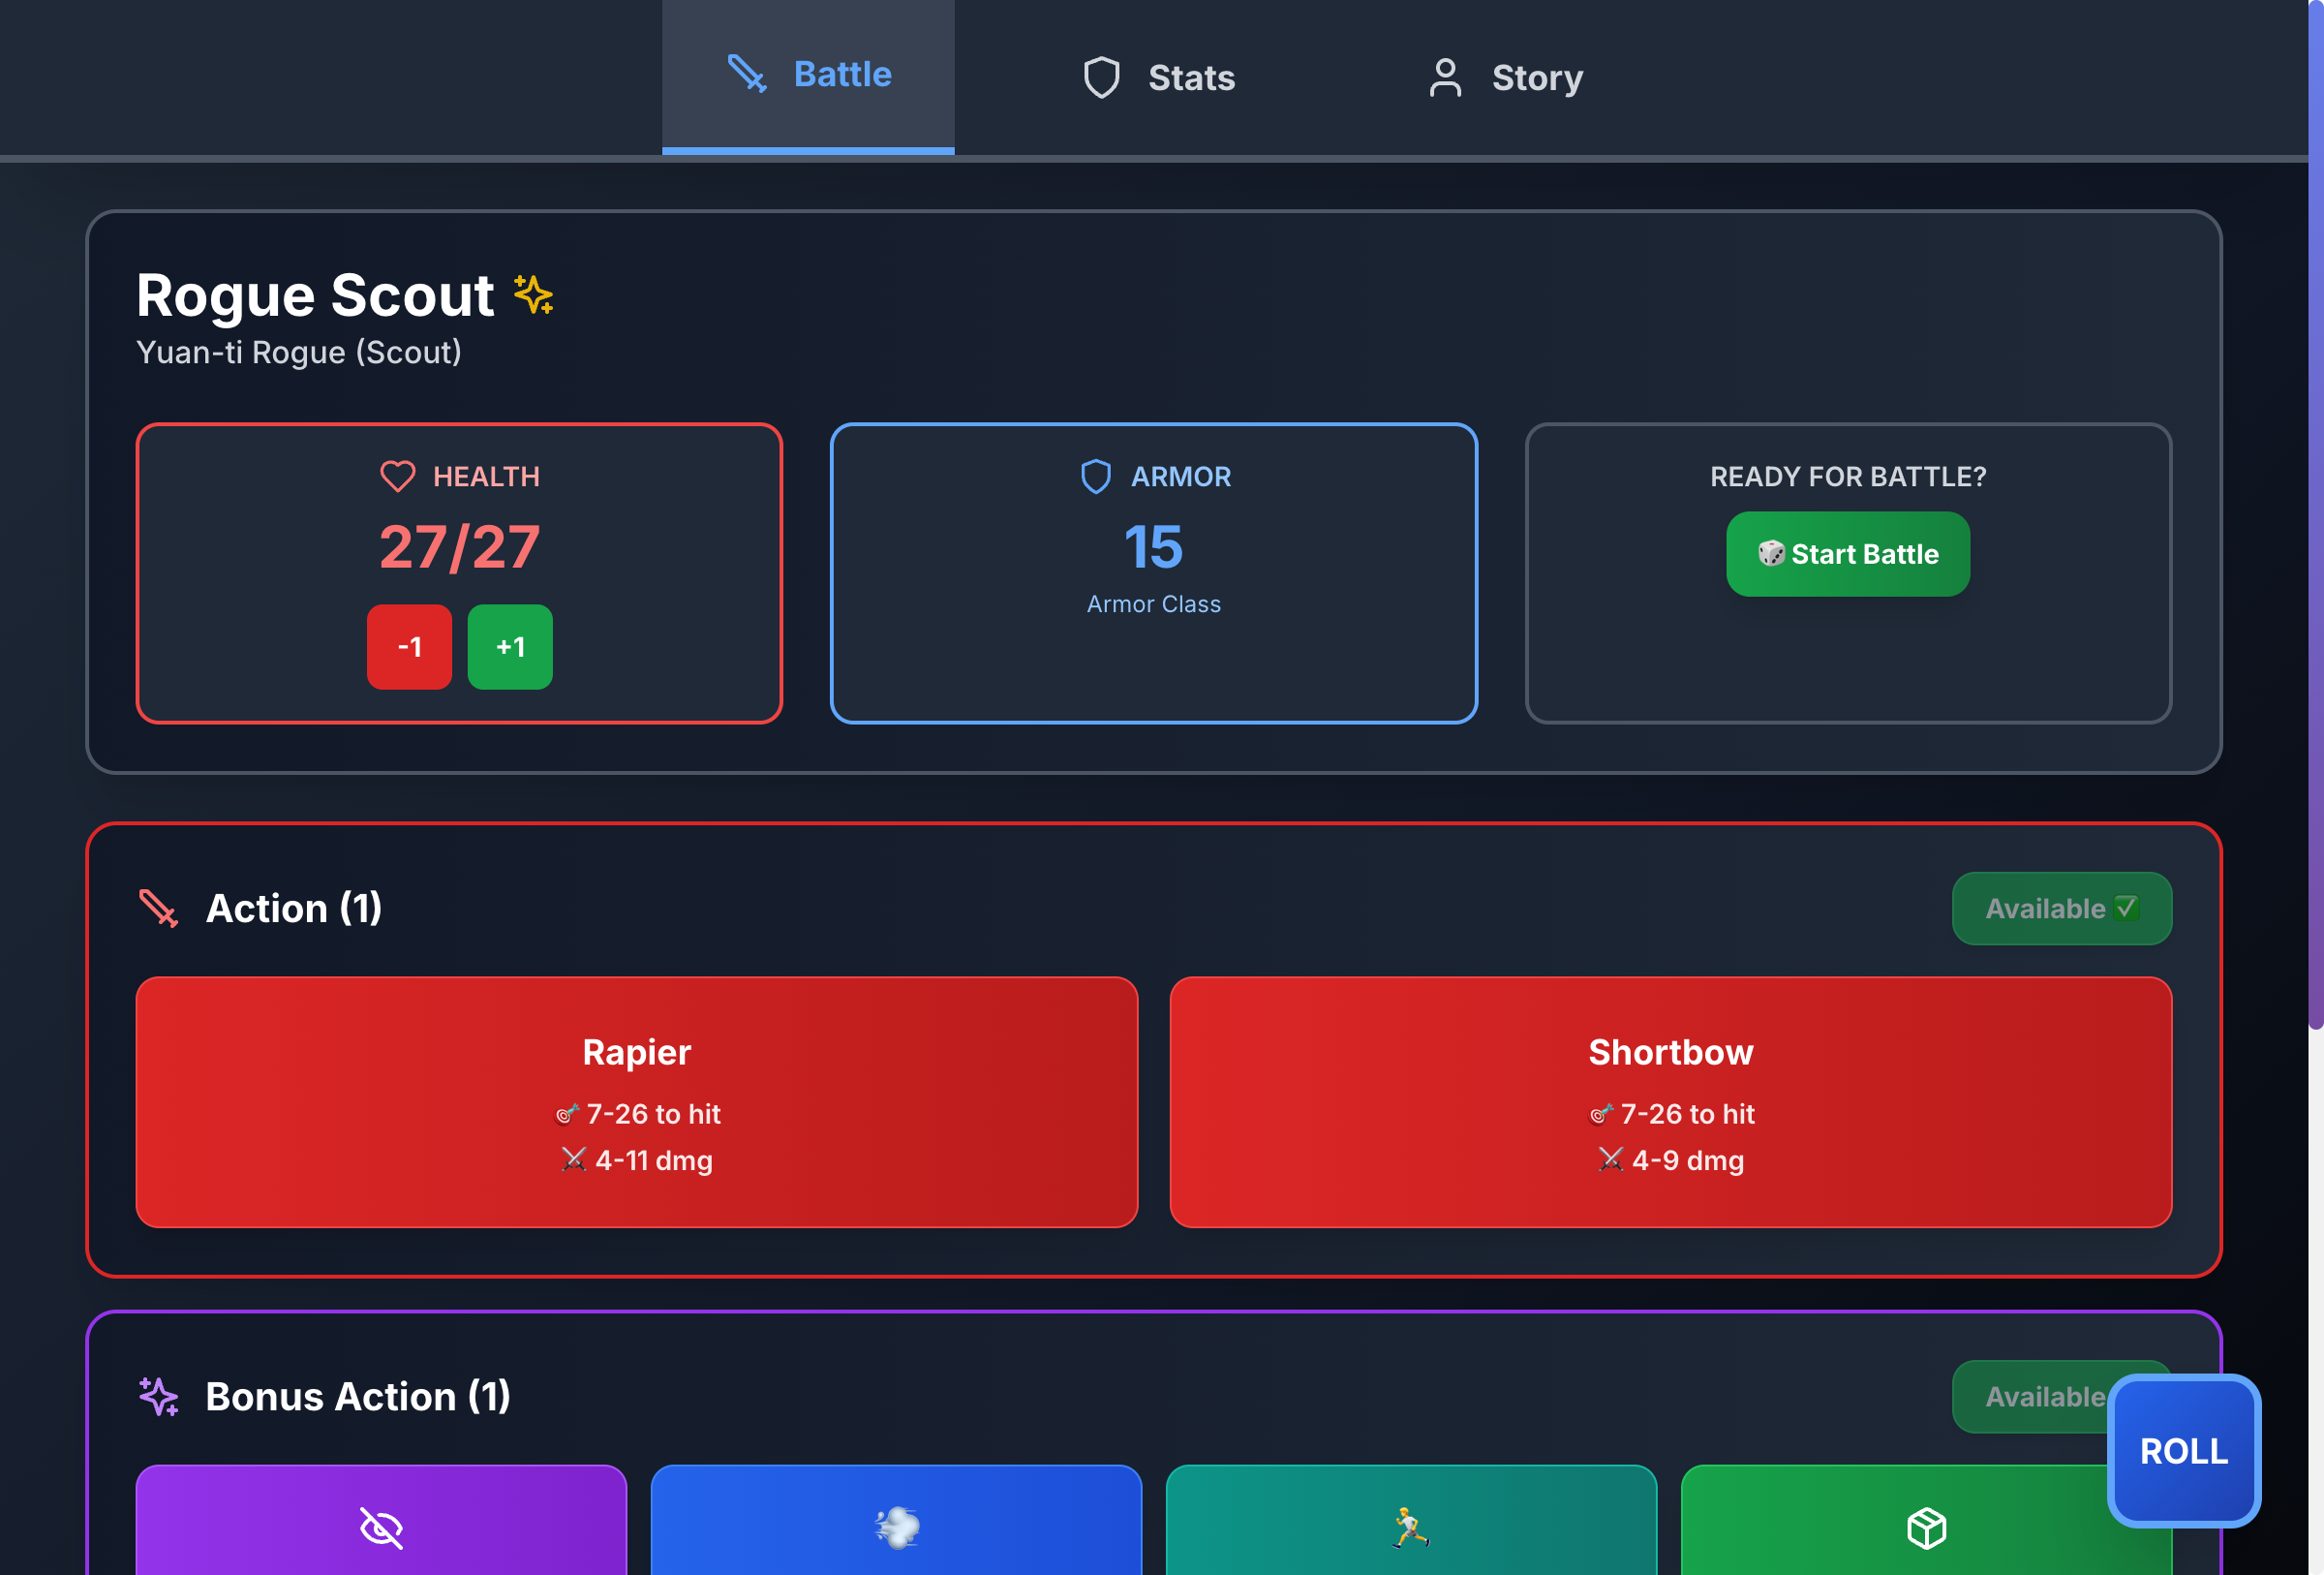 Battle
Stats
Story
Rogue Scout
Yuan-ti Rogue (Scout)
HEALTH
27/27
-1
+1
ARMOR
15
Armor Class
READY FOR BATTLE?
Start Battle
Action (1)
Available
Rapier
7-26 to hit
4-11 dmg
Shortbow
7-26 to hit
4-9 dmg
Bonus Action (1)
Available
ROLL